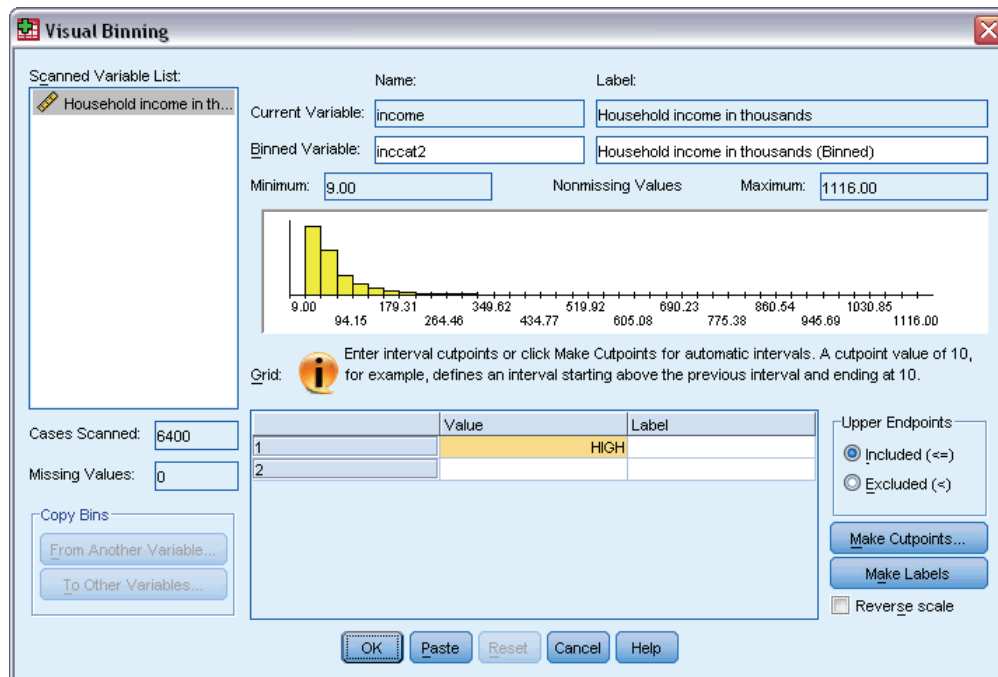 Visual Binning
Scanned Variable List:
Household income in th...
Name:
Label:
Current Variable:
income
Household income in thousands
Binned Variable:
inccat2
Household income in thousands (Binned)
Minimum:
9.00
Nonmissing Values
Maximum:
1116.00
9.00 179.31 349.62 519.92 690.23 860.54 1030.85
94.15 264.46 434.77 605.08 775.38 945.69 1116.00
Grid:
Enter interval cutpoints or click Make Cutpoints for automatic intervals. A cutpoint value of 10,
for example, defines an interval starting above the previous interval and ending at 10.
Cases Scanned:
6400
Missing Values:
0
Copy Bins
From Another Variable...
To Other Variables...
Value
Label
1
HIGH
2
Upper Endpoints
Included (<=)
Excluded (<)
Make Cutpoints...
Make Labels
Reverse scale
OK
Paste
Reset
Cancel
Help